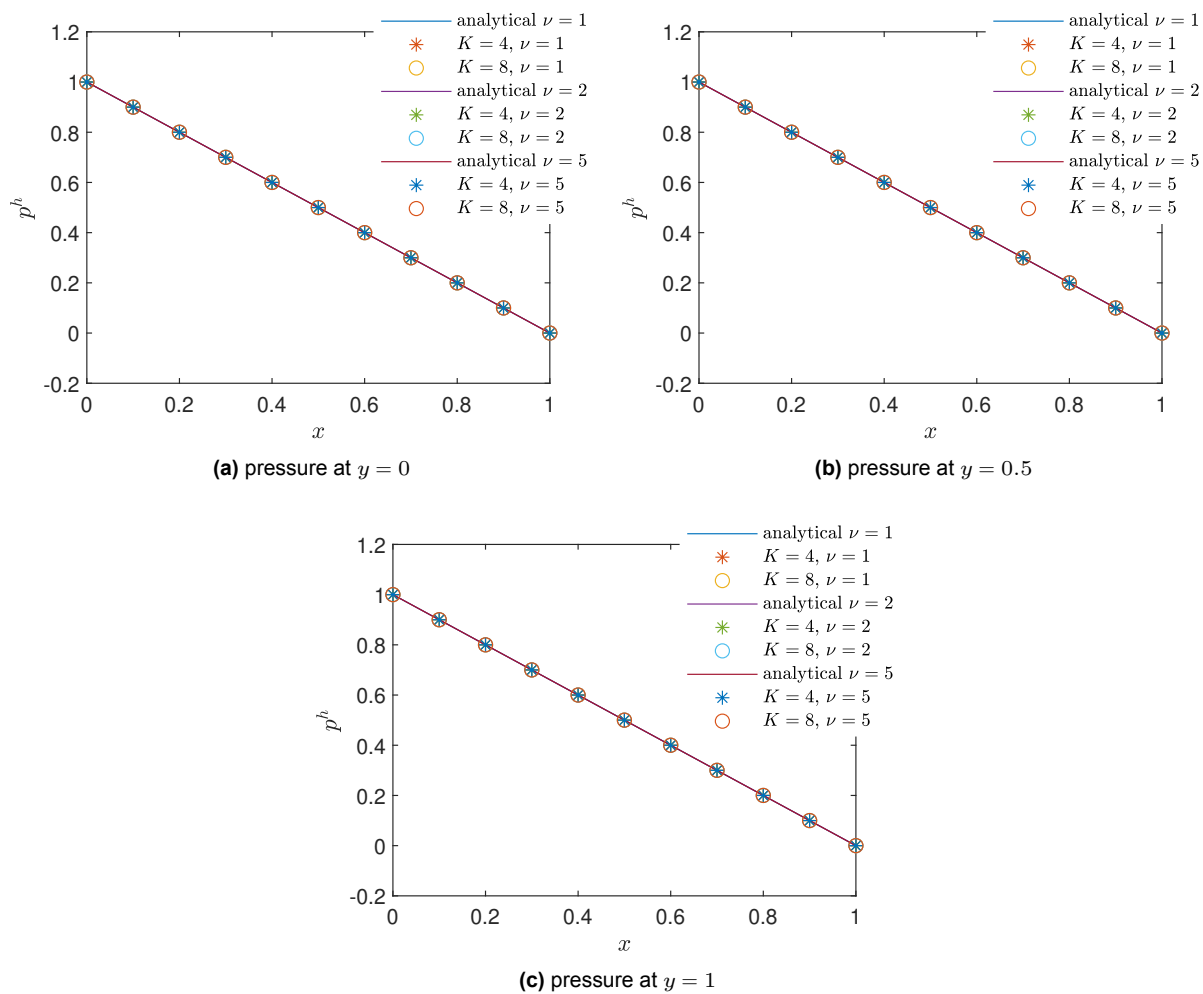 analytical ν = 1
K = 4, ν = 1
K = 8, ν = 1
analytical ν = 2
K = 4, ν = 2
K = 8, ν = 2
analytical ν = 5
K = 4, ν = 5
K = 8, ν = 5
1.2
1
0.8
0.6
0.4
0.2
0
-0.2
p^h
0 0.2 0.4 0.6 0.8 1
x
(a) pressure at y = 0
analytical ν = 1
K = 4, ν = 1
K = 8, ν = 1
analytical ν = 2
K = 4, ν = 2
K = 8, ν = 2
analytical ν = 5
K = 4, ν = 5
K = 8, ν = 5
1.2
1
0.8
0.6
0.4
0.2
0
-0.2
p^h
0 0.2 0.4 0.6 0.8 1
x
(b) pressure at y = 0.5
analytical ν = 1
K = 4, ν = 1
K = 8, ν = 1
analytical ν = 2
K = 4, ν = 2
K = 8, ν = 2
analytical ν = 5
K = 4, ν = 5
K = 8, ν = 5
1.2
1
0.8
0.6
0.4
0.2
0
-0.2
p^h
0 0.2 0.4 0.6 0.8 1
x
(c) pressure at y = 1